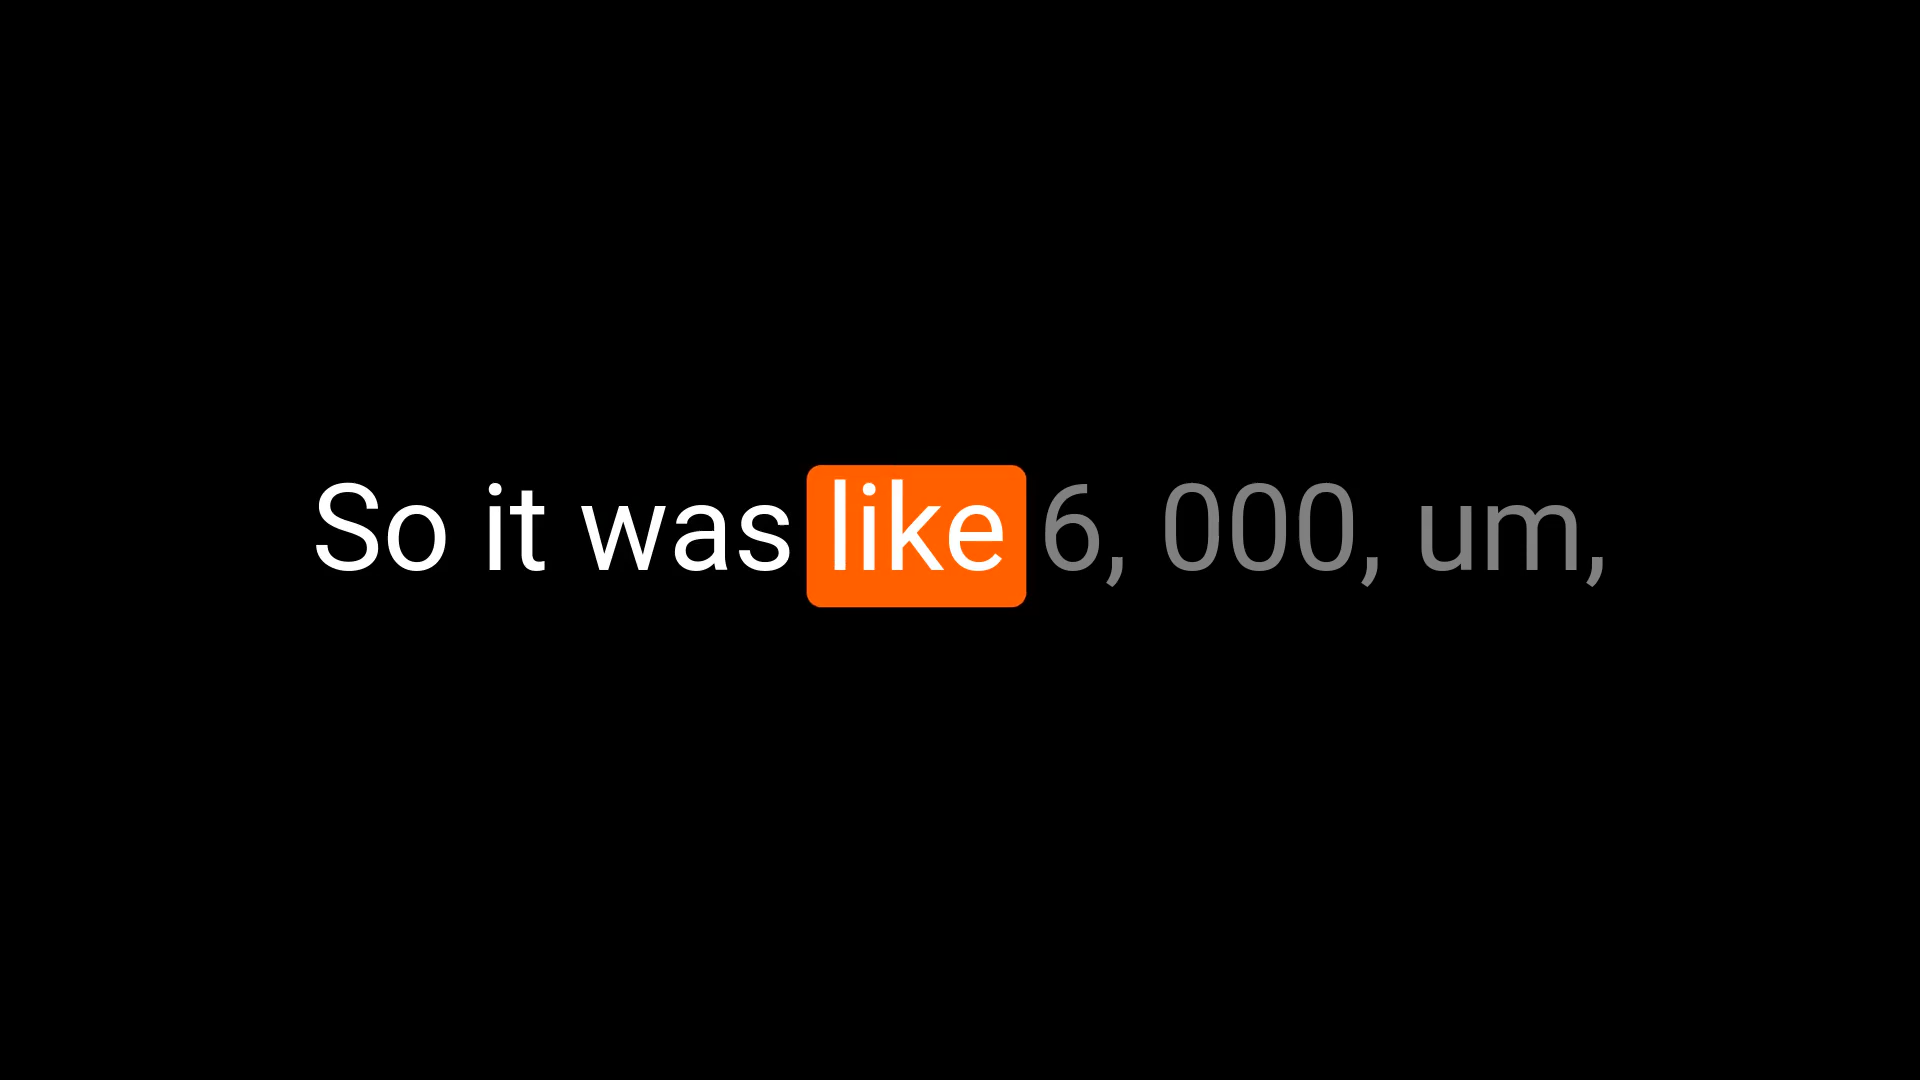 So it was like 6, 000, um,